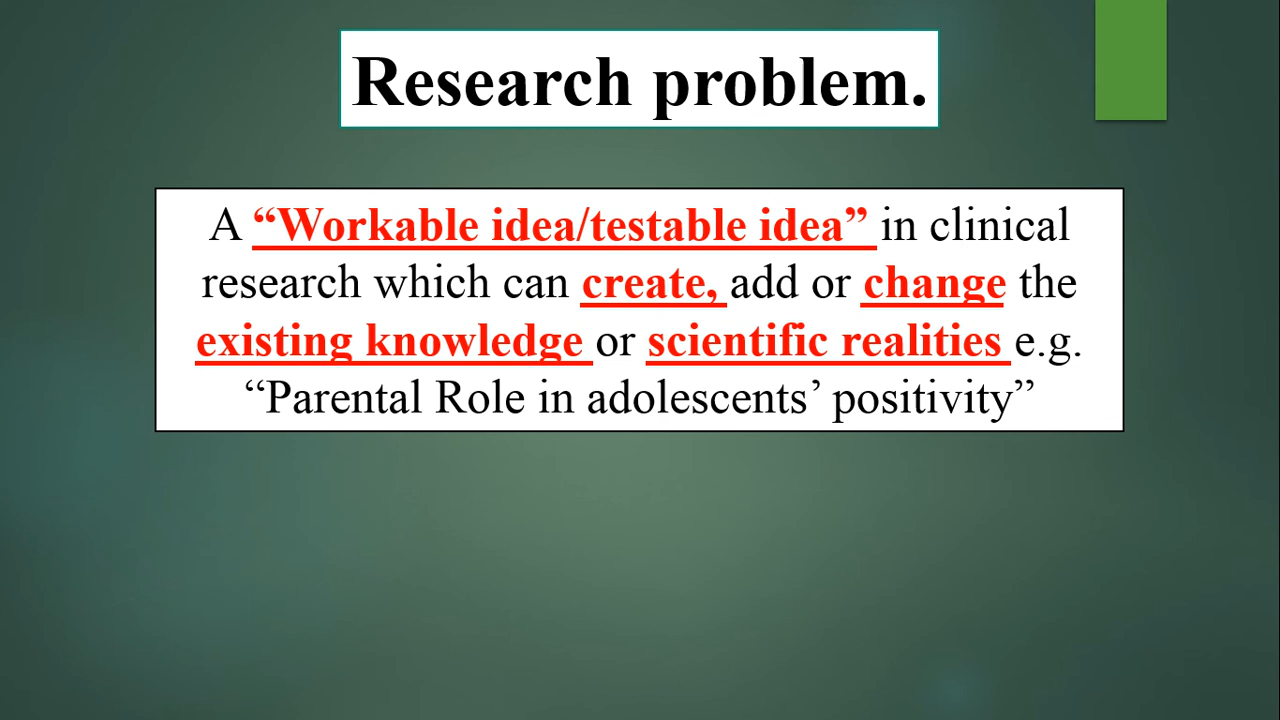 Research problem.
A “Workable idea/testable idea” in clinical
research which can create, add or change the
existing knowledge or scientific realities e.g.
“Parental Role in adolescents’ positivity”